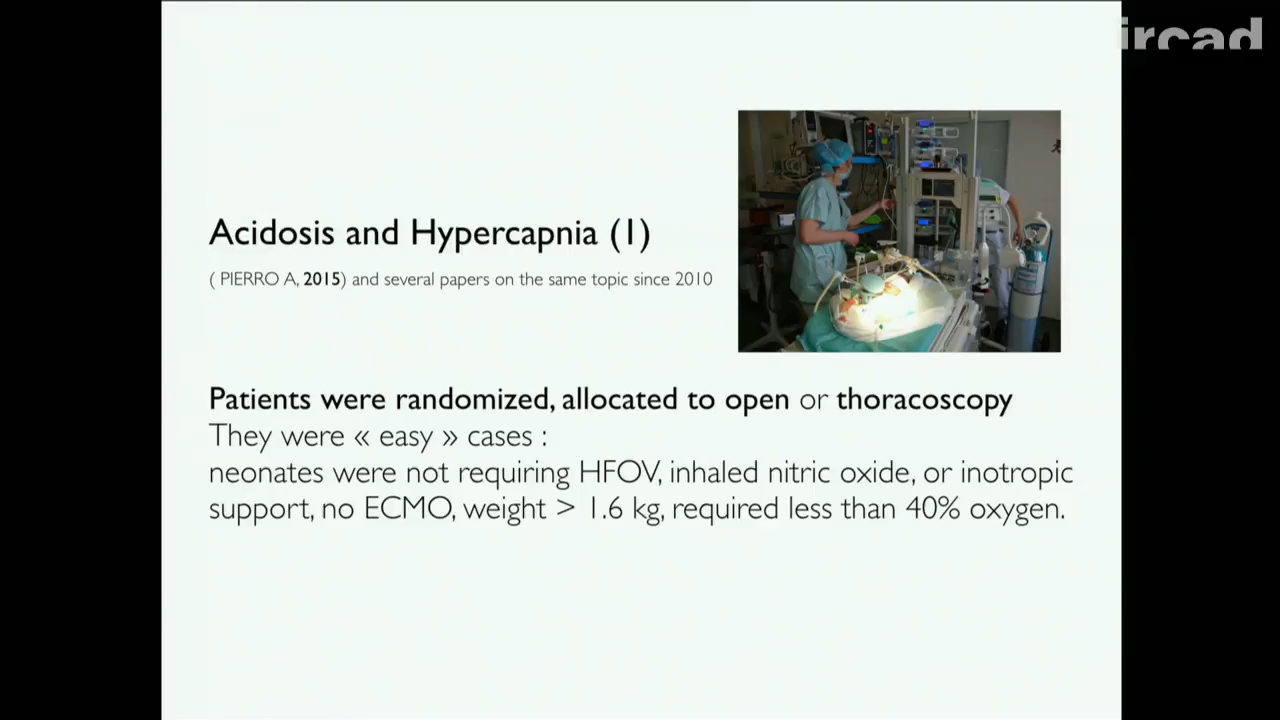 ircad
Acidosis and Hypercapnia (1)
( PIERRO A, 2015) and several papers on the same topic since 2010
Patients were randomized, allocated to open or thoracoscopy
They were « easy » cases :
neonates were not requiring HFOV, inhaled nitric oxide, or inotropic
support, no ECMO, weight > 1.6 kg, required less than 40% oxygen.